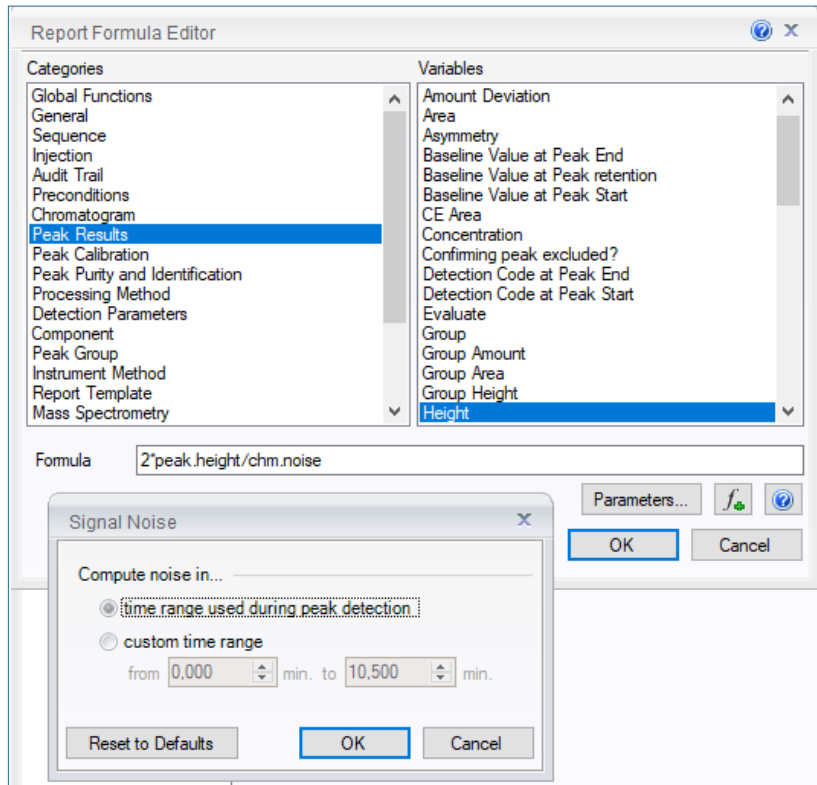 Report Formula Editor
Categories
Variables
Global Functions
General
Sequence
Injection
Audit Trail
Preconditions
Chromatogram
Peak Results
Peak Calibration
Peak Purity and Identification
Processing Method
Detection Parameters
Component
Peak Group
Instrument Method
Report Template
Mass Spectrometry
Amount Deviation
Area
Asymmetry
Baseline Value at Peak End
Baseline Value at Peak retention
Baseline Value at Peak Start
CE Area
Concentration
Confirming peak excluded?
Detection Code at Peak End
Detection Code at Peak Start
Evaluate
Group
Group Amount
Group Area
Group Height
Height
Formula 2*peak.height/chm.noise
Parameters...
OK Cancel
Signal Noise
Compute noise in...
time range used during peak detection
custom time range
from 0,000 min. to 10,500 min.
Reset to Defaults OK Cancel